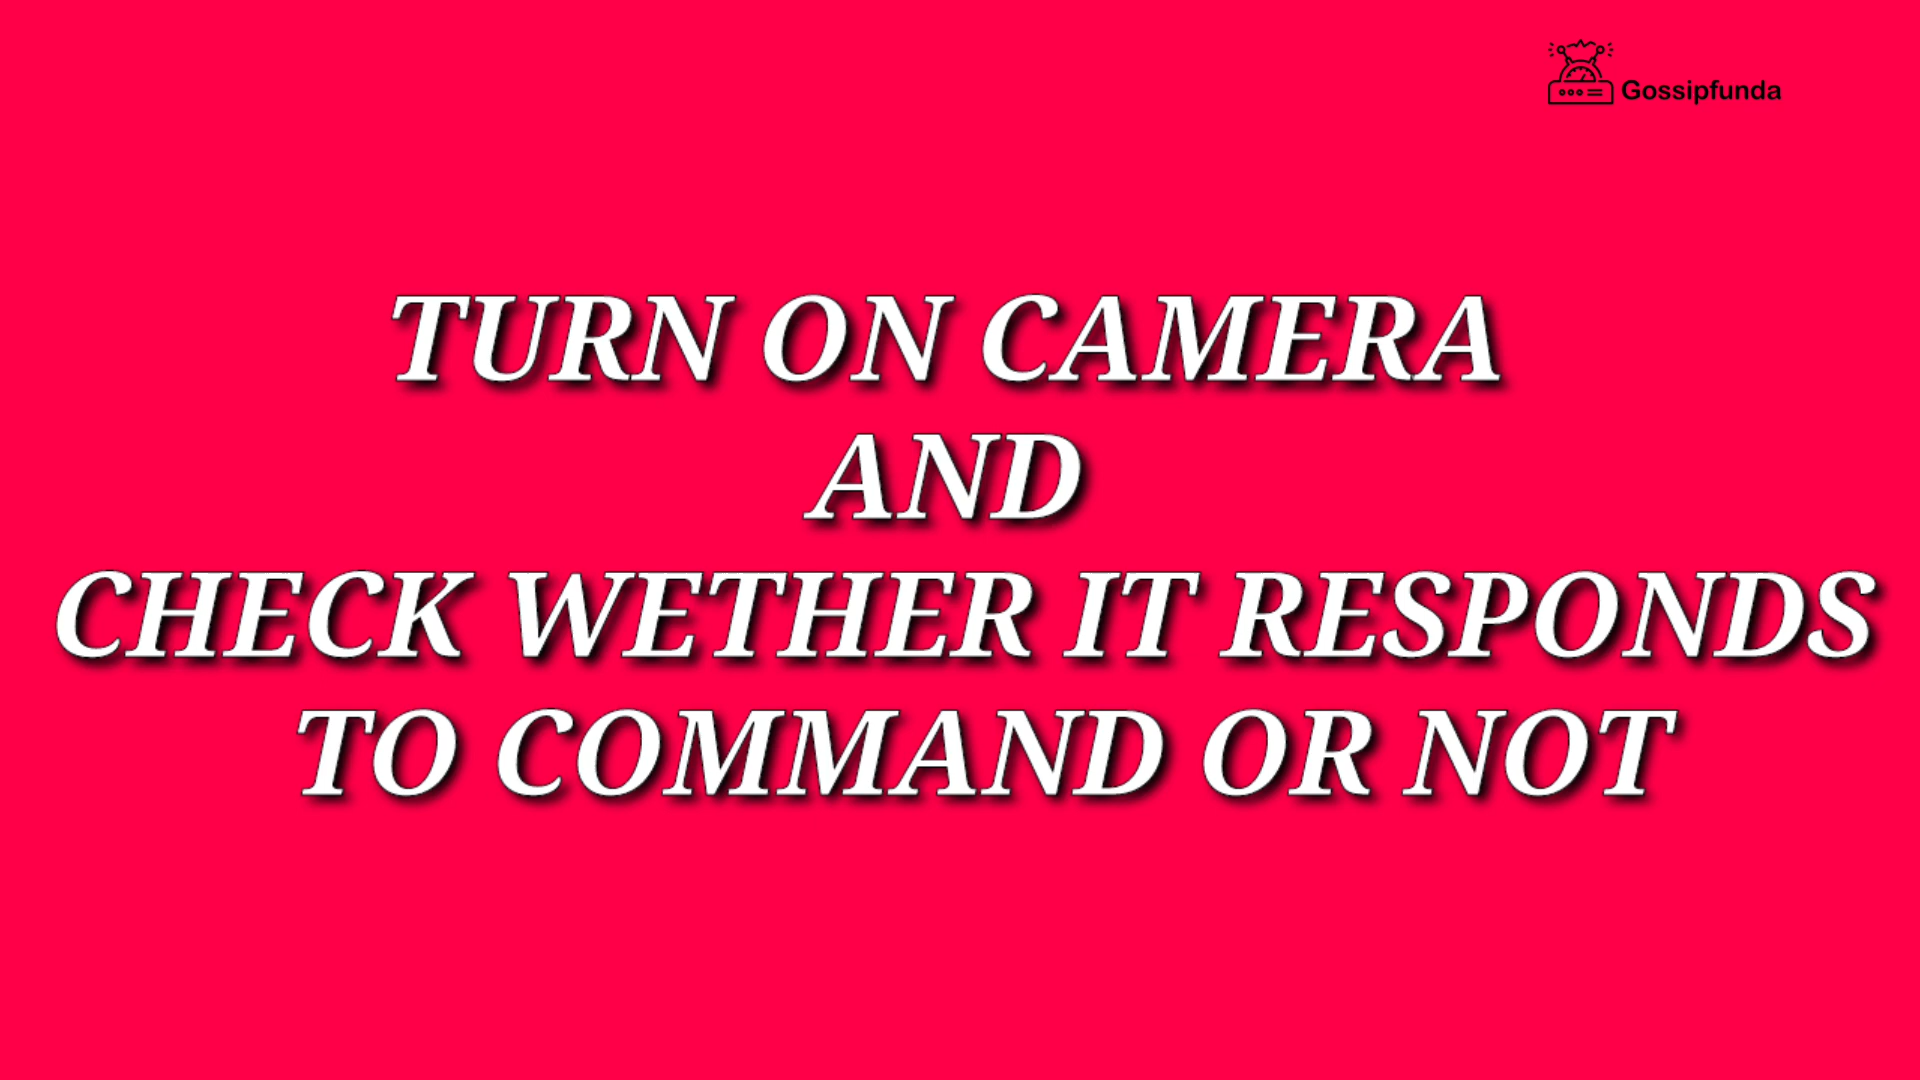 Gossipfunda
TURN ON CAMERA
AND
CHECK WETHER IT RESPONDS
TO COMMAND OR NOT